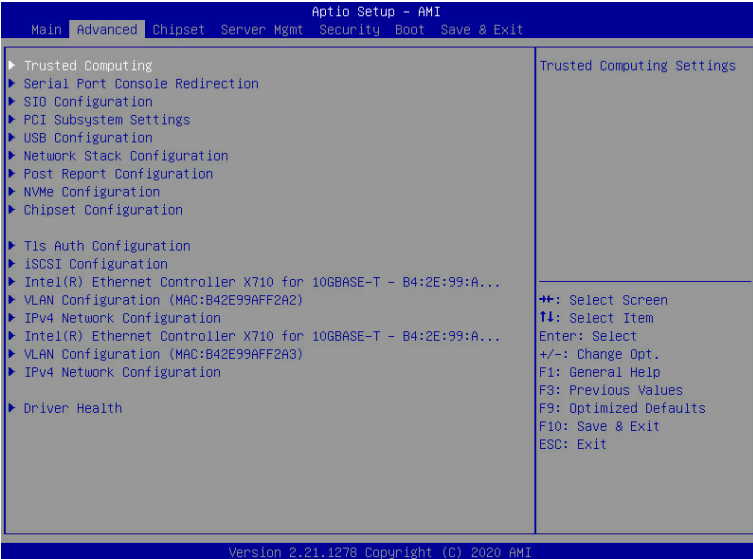 Aptio Setup – AMI
Main Advanced Chipset Server Mgmt Security Boot Save & Exit
Trusted Computing
Serial Port Console Redirection
SIO Configuration
PCI Subsystem Settings
USB Configuration
Network Stack Configuration
Post Report Configuration
NVMe Configuration
Chipset Configuration
Tls Auth Configuration
iSCSI Configuration
Intel(R) Ethernet Controller X710 for 10GBASE-T - B4:2E:99:A...
VLAN Configuration (MAC:B42E99AFF2A2)
IPv4 Network Configuration
Intel(R) Ethernet Controller X710 for 10GBASE-T - B4:2E:99:A...
VLAN Configuration (MAC:B42E99AFF2A3)
IPv4 Network Configuration
Driver Health
Trusted Computing Settings
→←: Select Screen
↑↓: Select Item
Enter: Select
+/-: Change Opt.
F1: General Help
F3: Previous Values
F9: Optimized Defaults
F10: Save & Exit
ESC: Exit
Version 2.21.1278 Copyright (C) 2020 AMI